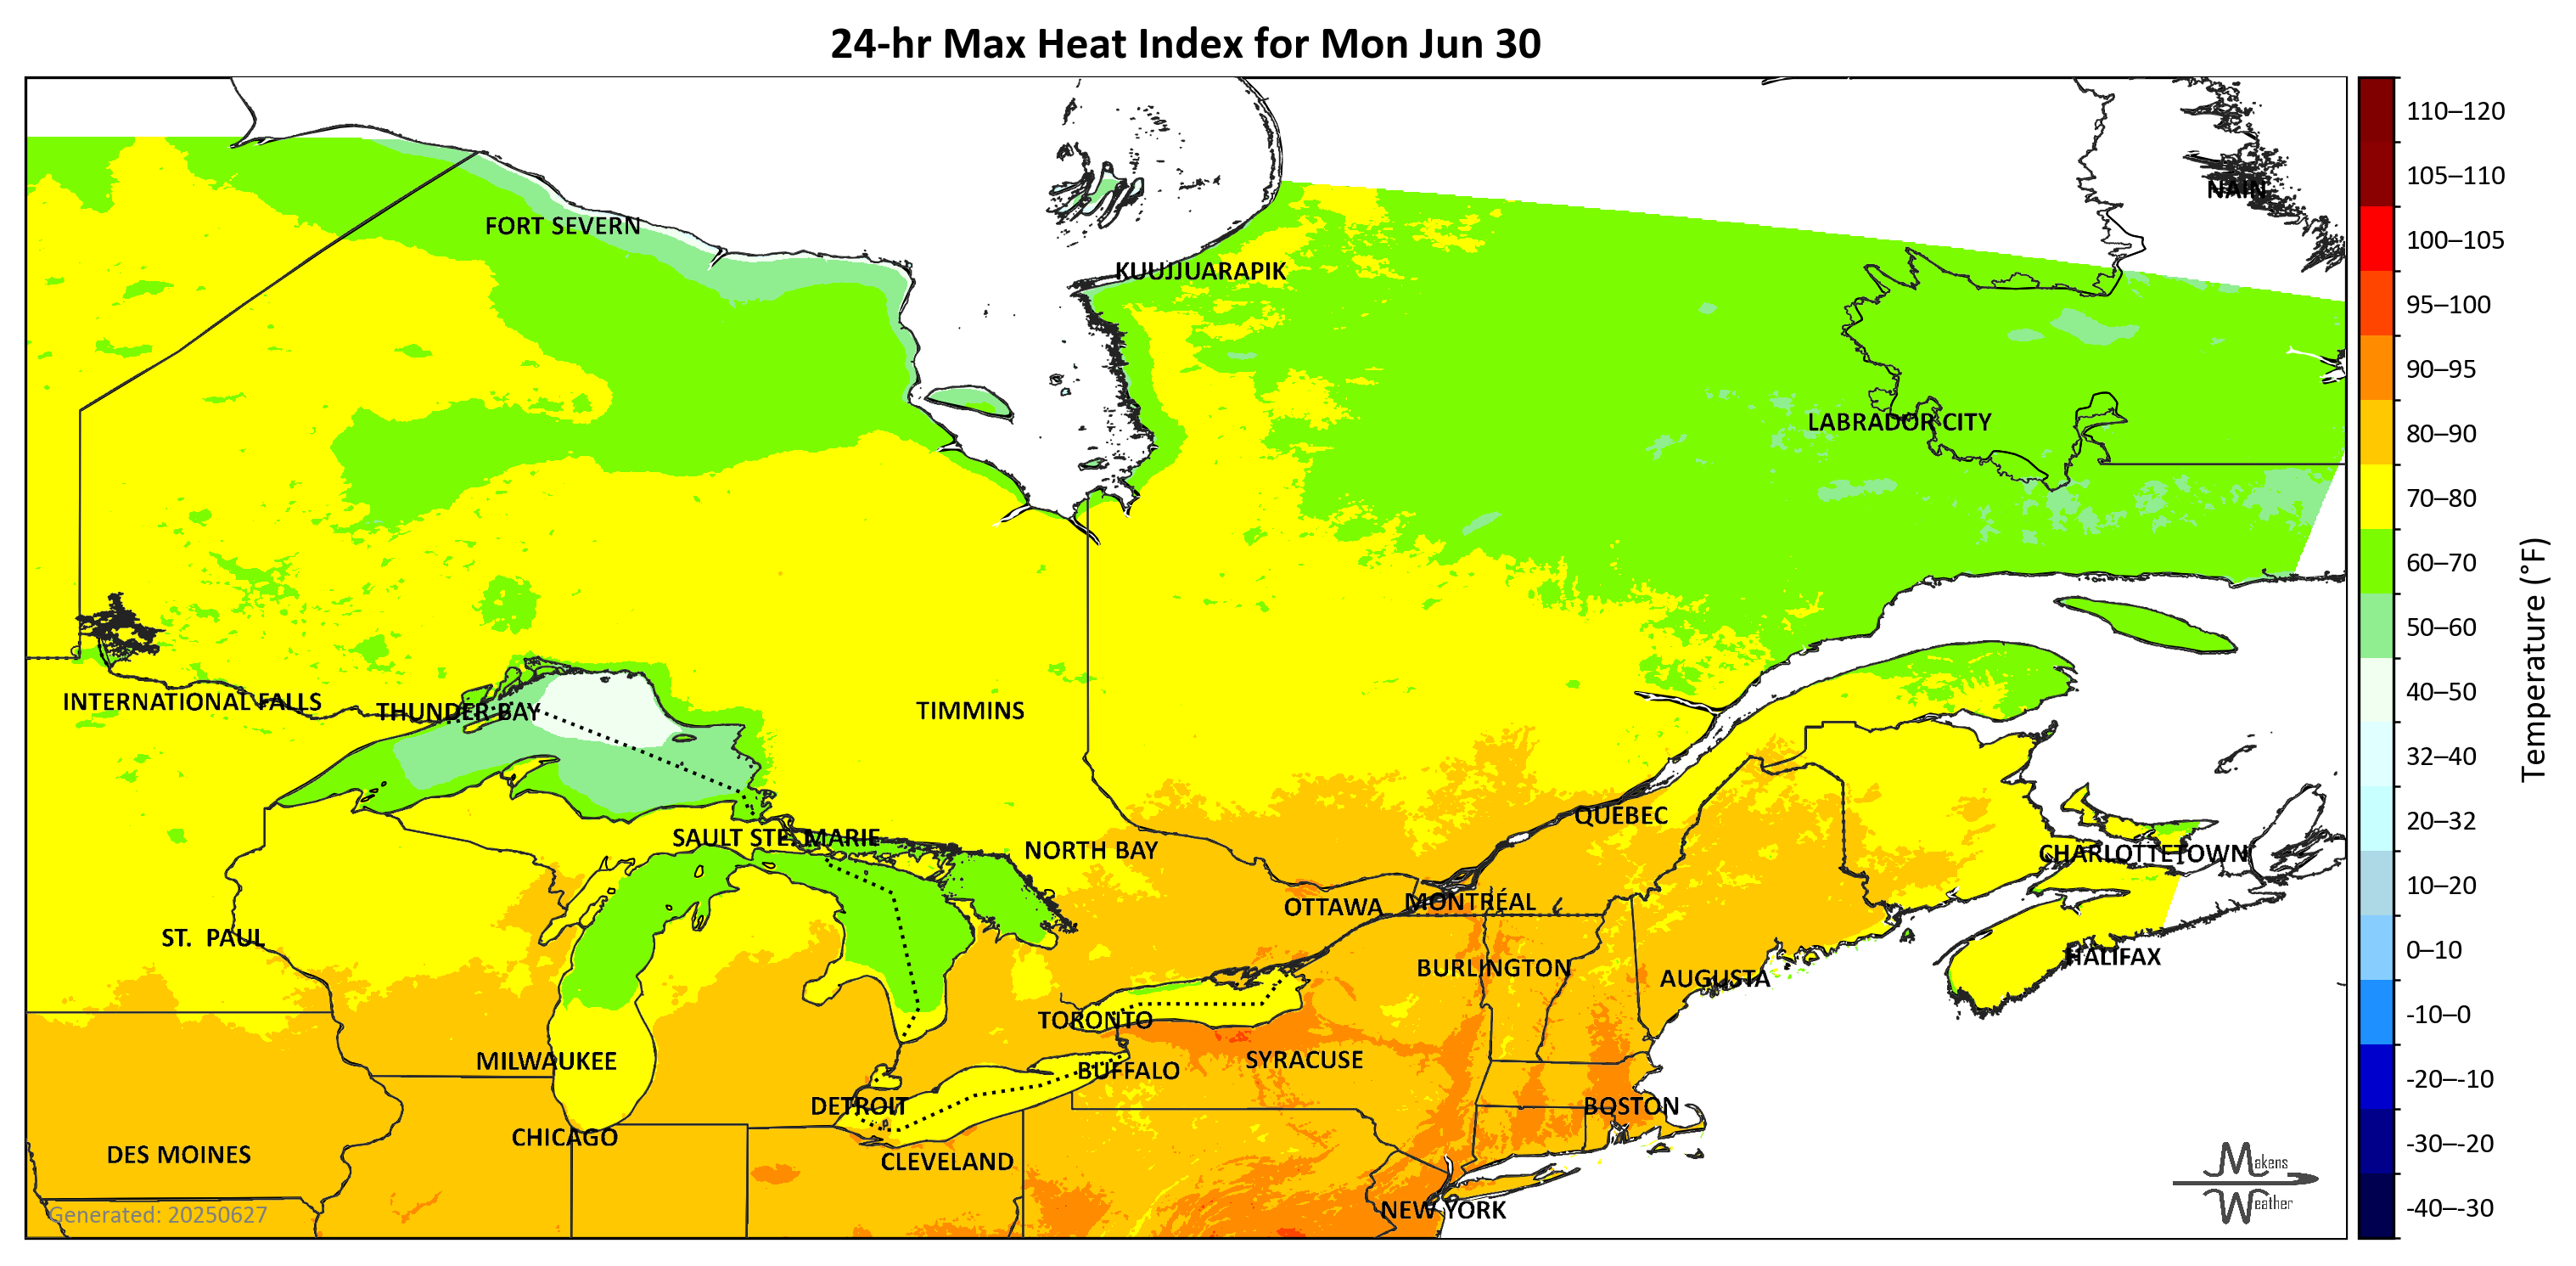 24-hr Max Heat Index for Mon Jun 30
NAIN
FORT SEVERN
KUUJJUARAPIK
LABRADOR CITY
INTERNATIONAL FALLS
THUNDER BAY
TIMMINS
QUEBEC
SAULT STE. MARIE
NORTH BAY
CHARLOTTETOWN
OTTAWA
MONTRÉAL
ST. PAUL
HALIFAX
BURLINGTON
AUGUSTA
TORONTO
MILWAUKEE
SYRACUSE
BUFFALO
DETROIT
BOSTON
CHICAGO
DES MOINES
CLEVELAND
NEW YORK
Generated: 20250627
Makens
Weather
110–120
105–110
100–105
95–100
90–95
80–90
70–80
60–70
50–60
40–50
32–40
20–32
10–20
0–10
-10–0
-20–-10
-30–-20
-40–-30
Temperature (°F)